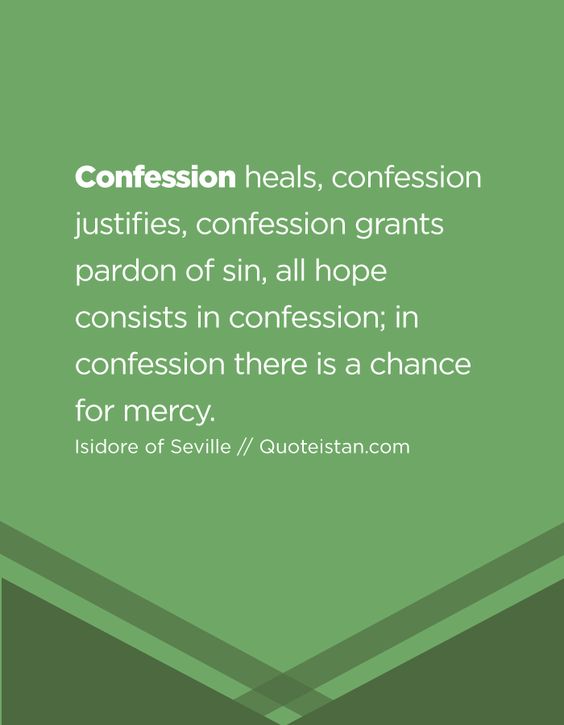 Confession heals, confession
justifies, confession grants
pardon of sin, all hope
consists in confession; in
confession there is a chance
for mercy.
Isidore of Seville // Quoteistan.com